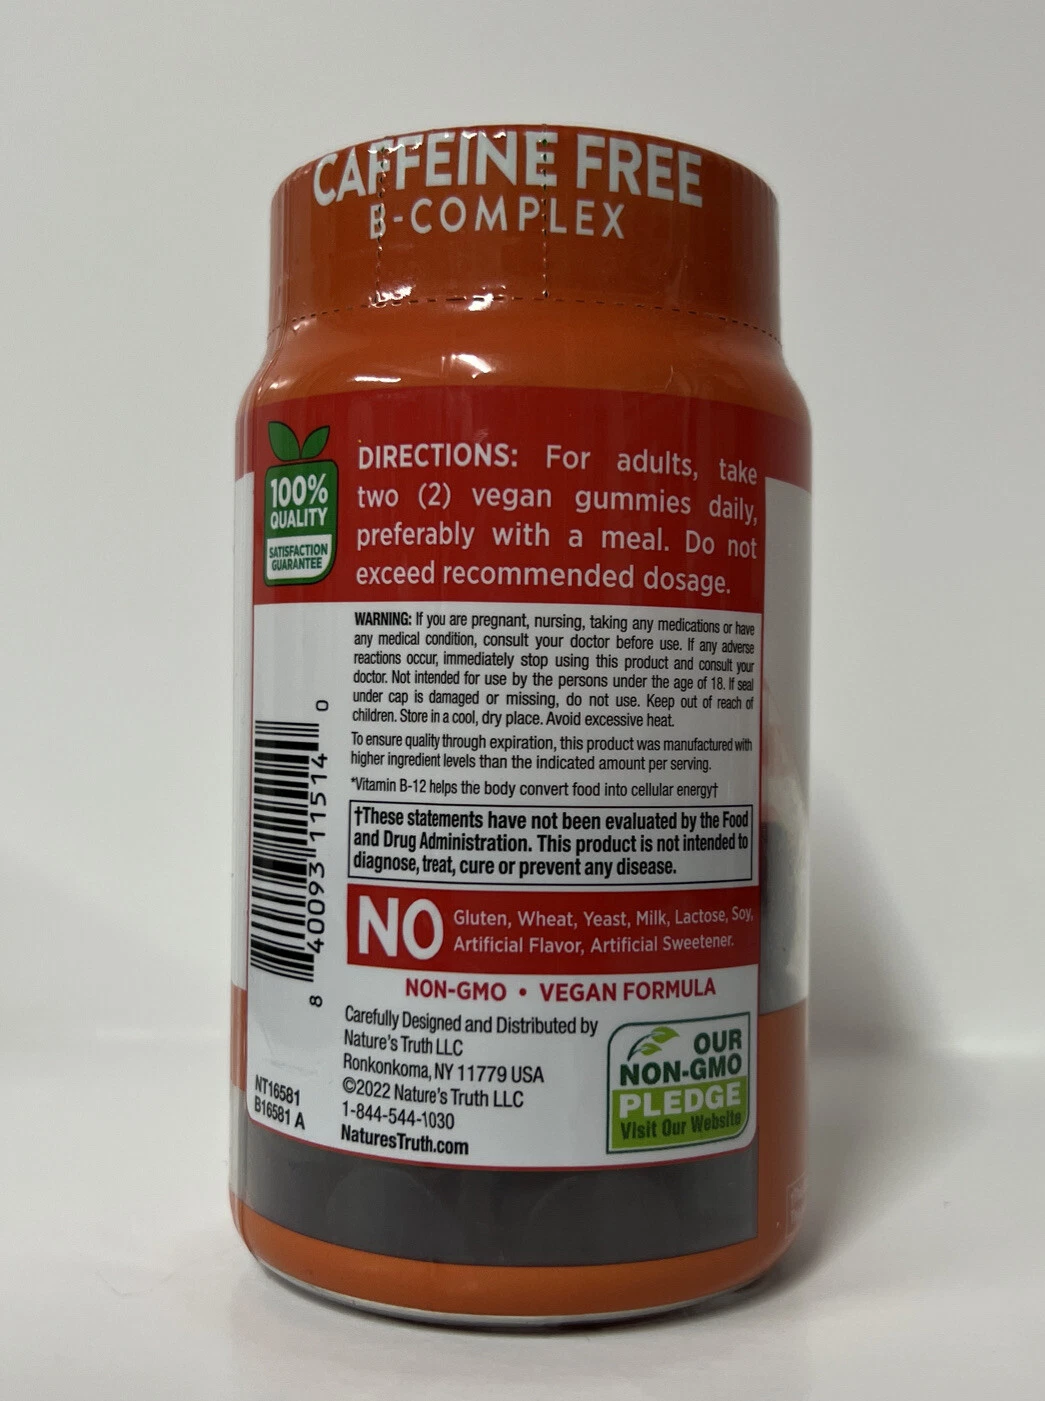 CAFFEINE FREE
B-COMPLEX
100%
QUALITY
SATISFACTION
GUARANTEE
DIRECTIONS: For adults, take
two (2) vegan gummies daily,
preferably with a meal. Do not
exceed recommended dosage.
WARNING: If you are pregnant, nursing, taking any medications or have
any medical condition, consult your doctor before use. If any adverse
reactions occur, immediately stop using this product and consult your
doctor. Not intended for use by the persons under the age of 18. If seal
under cap is damaged or missing, do not use. Keep out of reach of
children. Store in a cool, dry place. Avoid excessive heat.
To ensure quality through expiration, this product was manufactured with
higher ingredient levels than the indicated amount per serving.
*Vitamin B-12 helps the body convert food into cellular energy†
†These statements have not been evaluated by the Food
and Drug Administration. This product is not intended to
diagnose, treat, cure or prevent any disease.
NO
Gluten, Wheat, Yeast, Milk, Lactose, Soy,
Artificial Flavor, Artificial Sweetener.
NON-GMO • VEGAN FORMULA
Carefully Designed and Distributed by
Nature's Truth LLC
Ronkonkoma, NY 11779 USA
©2022 Nature's Truth LLC
1-844-544-1030
NaturesTruth.com
OUR
NON-GMO
PLEDGE
Visit Our Website
8 40093 11514 0
NT16581
B16581 A